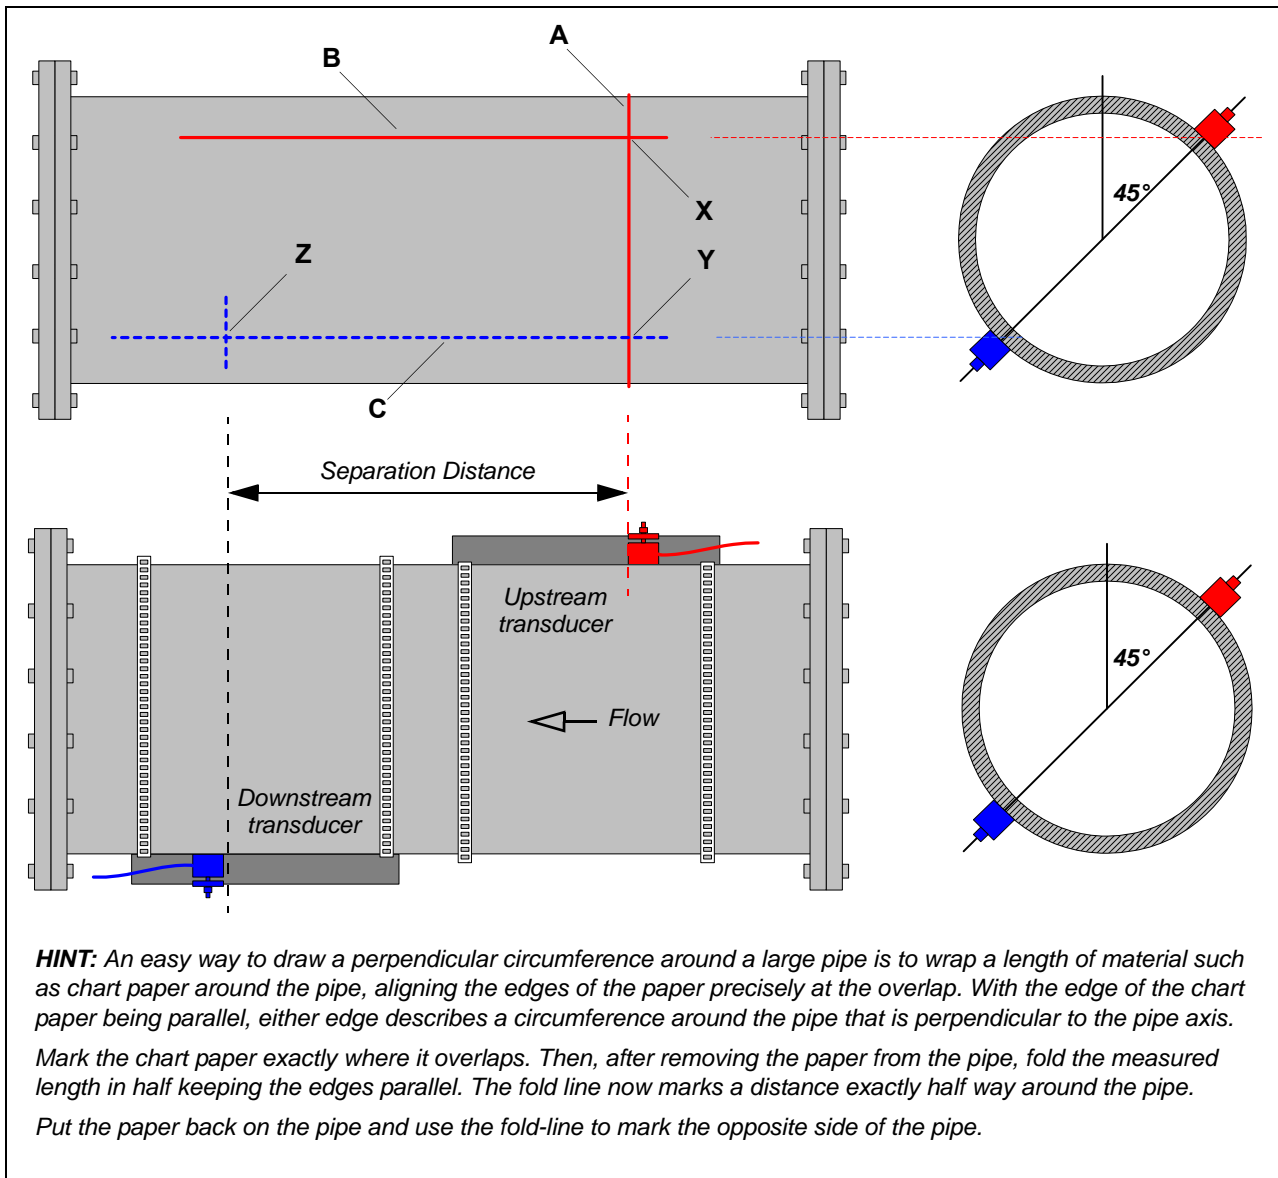 A
B
45°
X
Z
Y
C
Separation Distance
Upstream
transducer
45°
Flow
Downstream
transducer
HINT: An easy way to draw a perpendicular circumference around a large pipe is to wrap a length of material such
as chart paper around the pipe, aligning the edges of the paper precisely at the overlap. With the edge of the chart
paper being parallel, either edge describes a circumference around the pipe that is perpendicular to the pipe axis.
Mark the chart paper exactly where it overlaps. Then, after removing the paper from the pipe, fold the measured
length in half keeping the edges parallel. The fold line now marks a distance exactly half way around the pipe.
Put the paper back on the pipe and use the fold-line to mark the opposite side of the pipe.